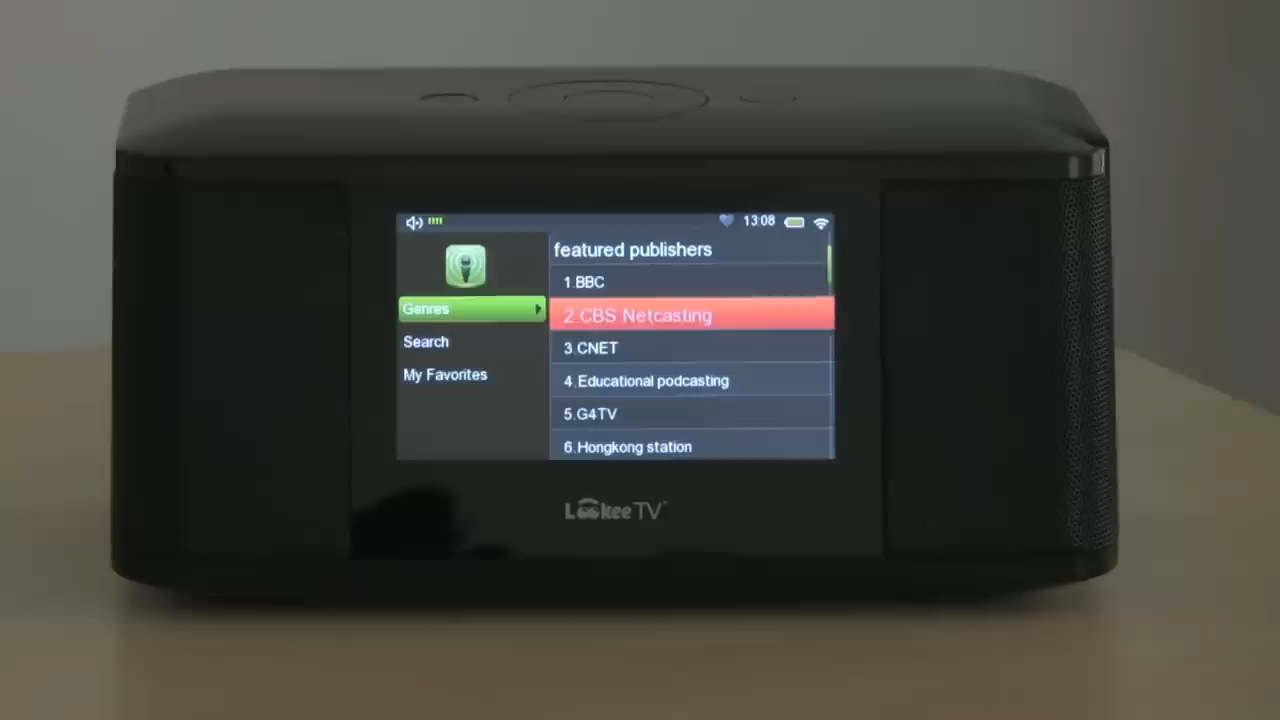 13:08
featured publishers
1.BBC
Genres
2.CBS Netcasting
Search
3.CNET
My Favorites
4.Educational podcasting
5.G4TV
6.Hongkong station
LookeeTV